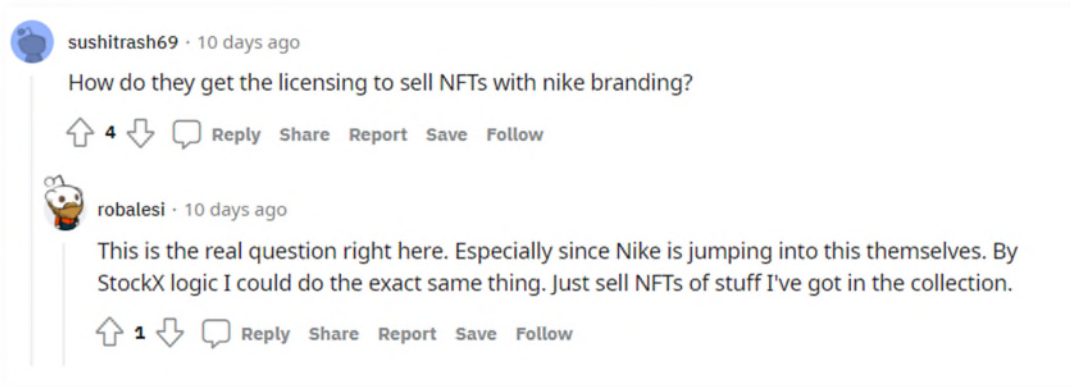 sushitrash69 · 10 days ago
How do they get the licensing to sell NFTs with nike branding?
4 Reply Share Report Save Follow
robalesi · 10 days ago
This is the real question right here. Especially since Nike is jumping into this themselves. By
StockX logic I could do the exact same thing. Just sell NFTs of stuff I've got in the collection.
1 Reply Share Report Save Follow